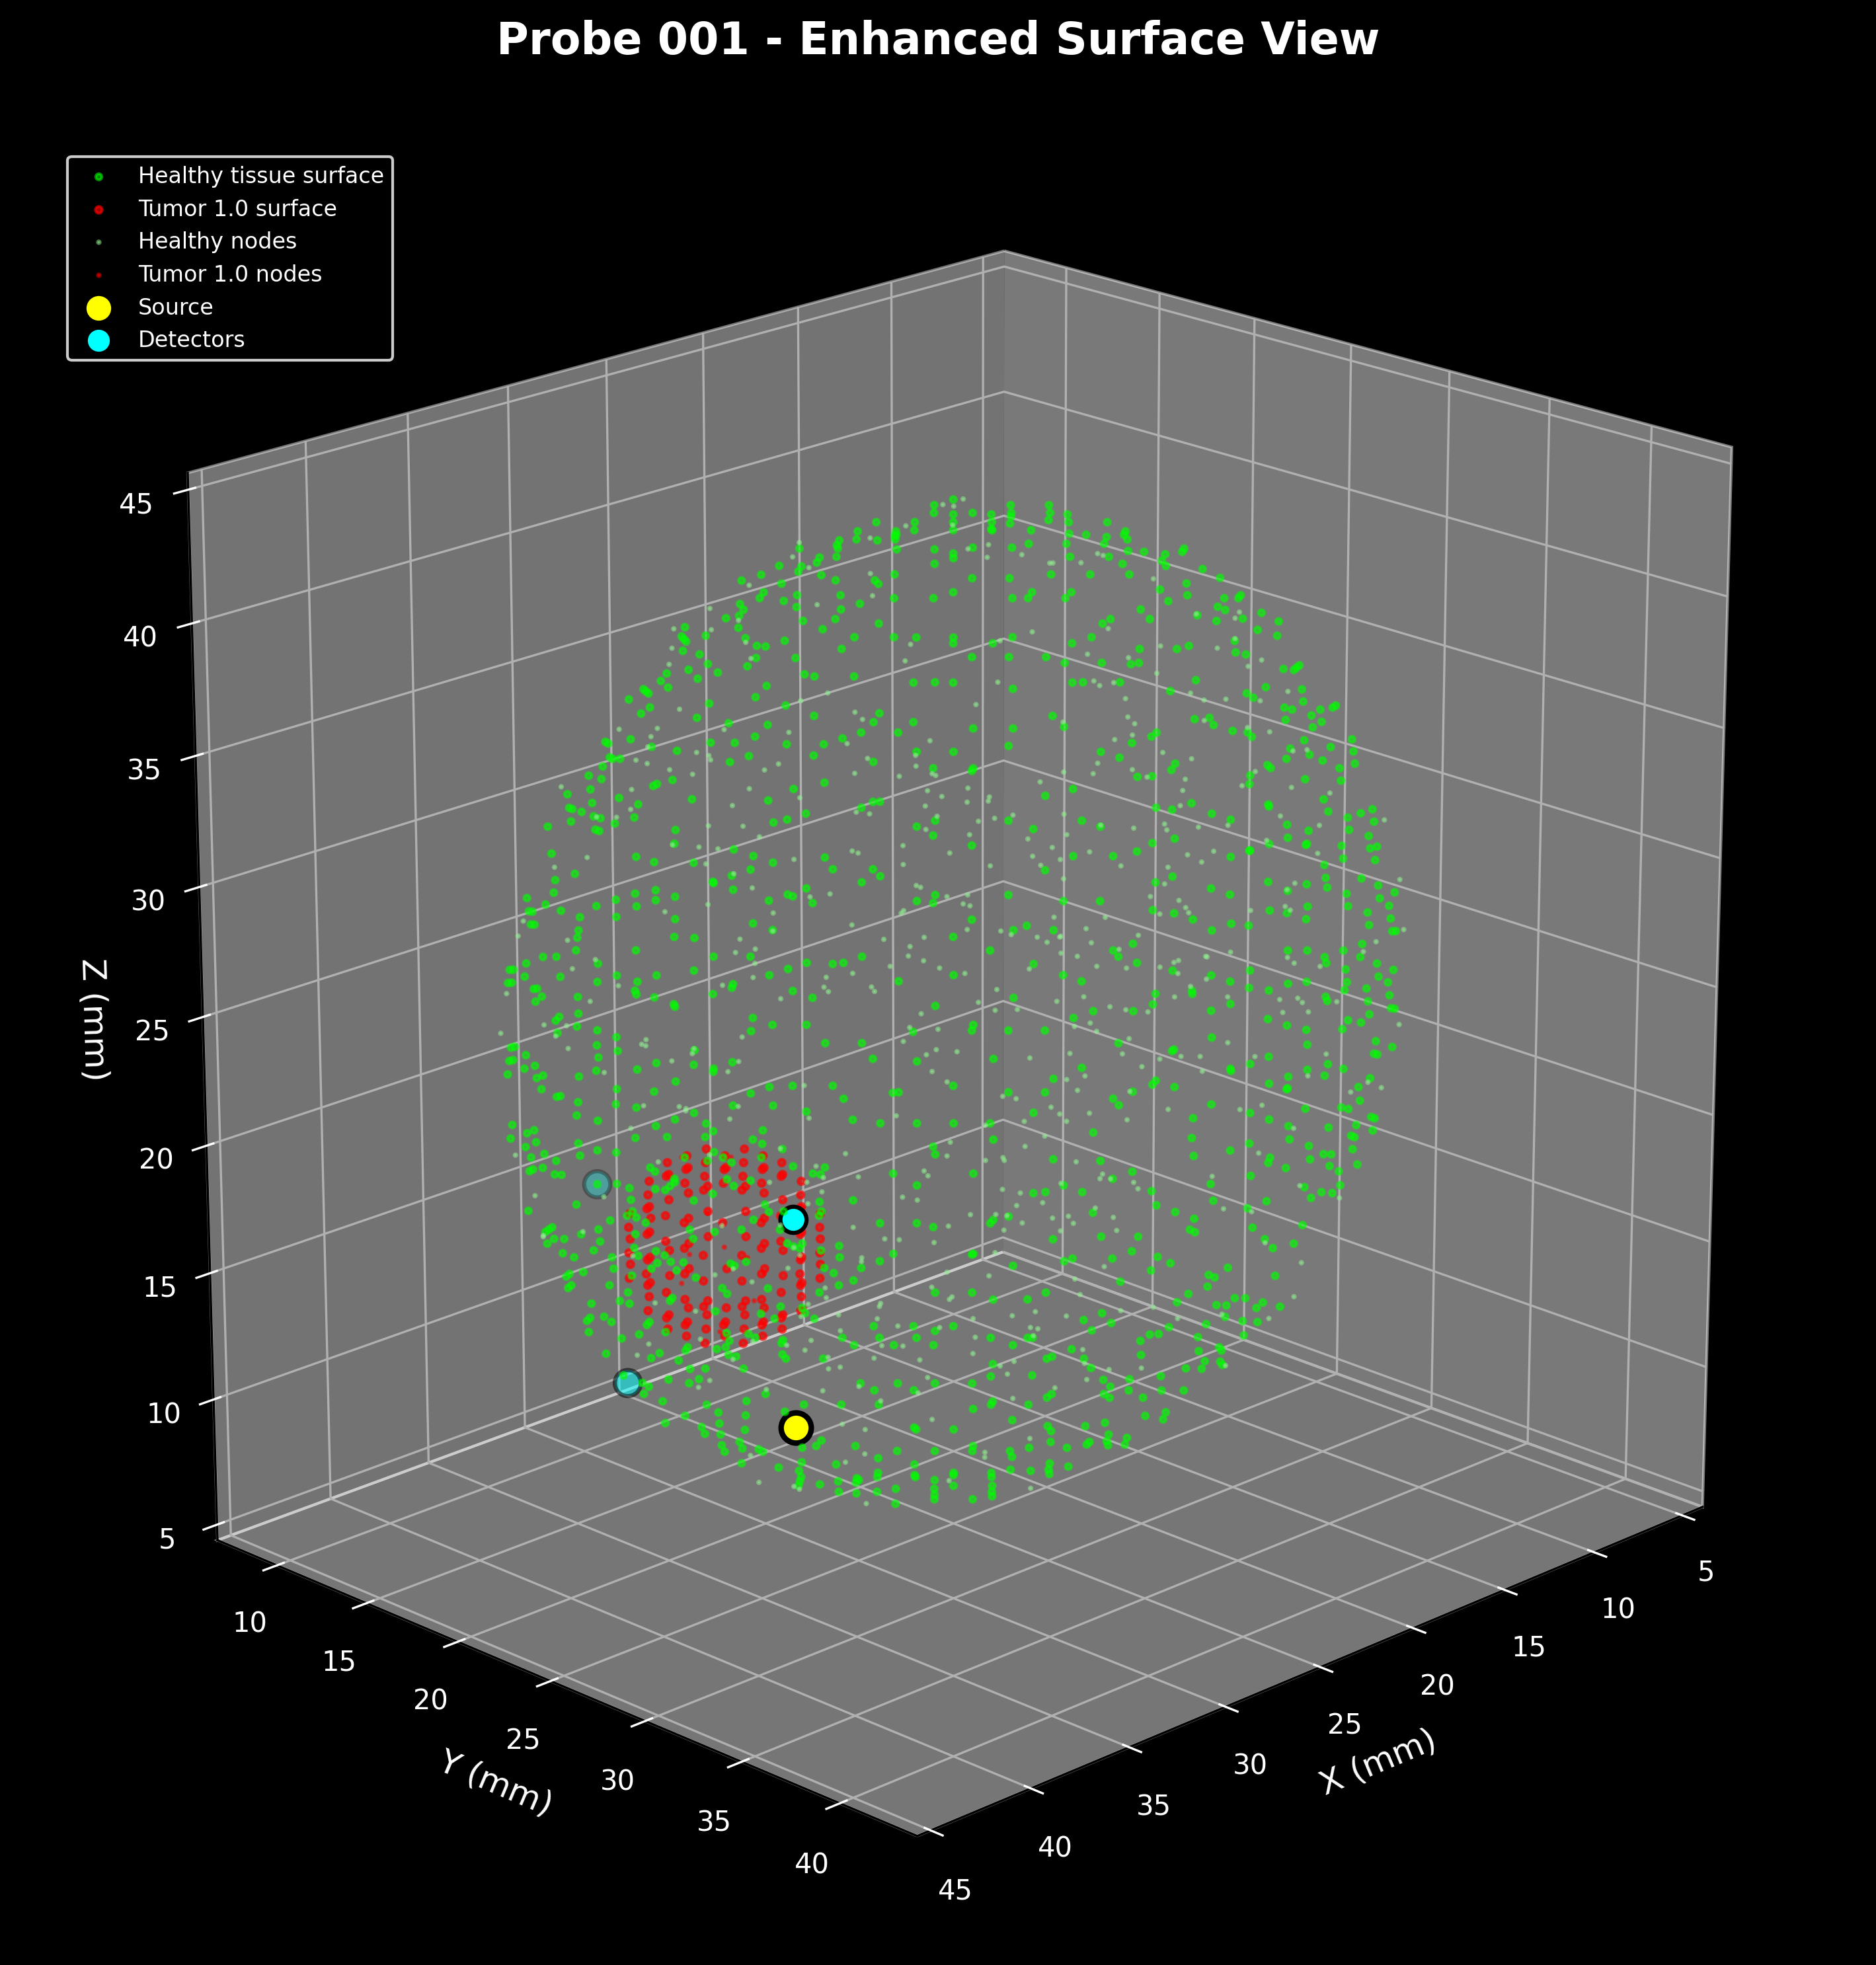 Probe 001 - Enhanced Surface View
Healthy tissue surface
Tumor 1.0 surface
Healthy nodes
Tumor 1.0 nodes
Source
Detectors
45
40
35
30
25
20
15
10
5
Z (mm)
10
15
20
25
30
35
40
Y (mm)
5
10
15
20
25
30
35
40
45
X (mm)